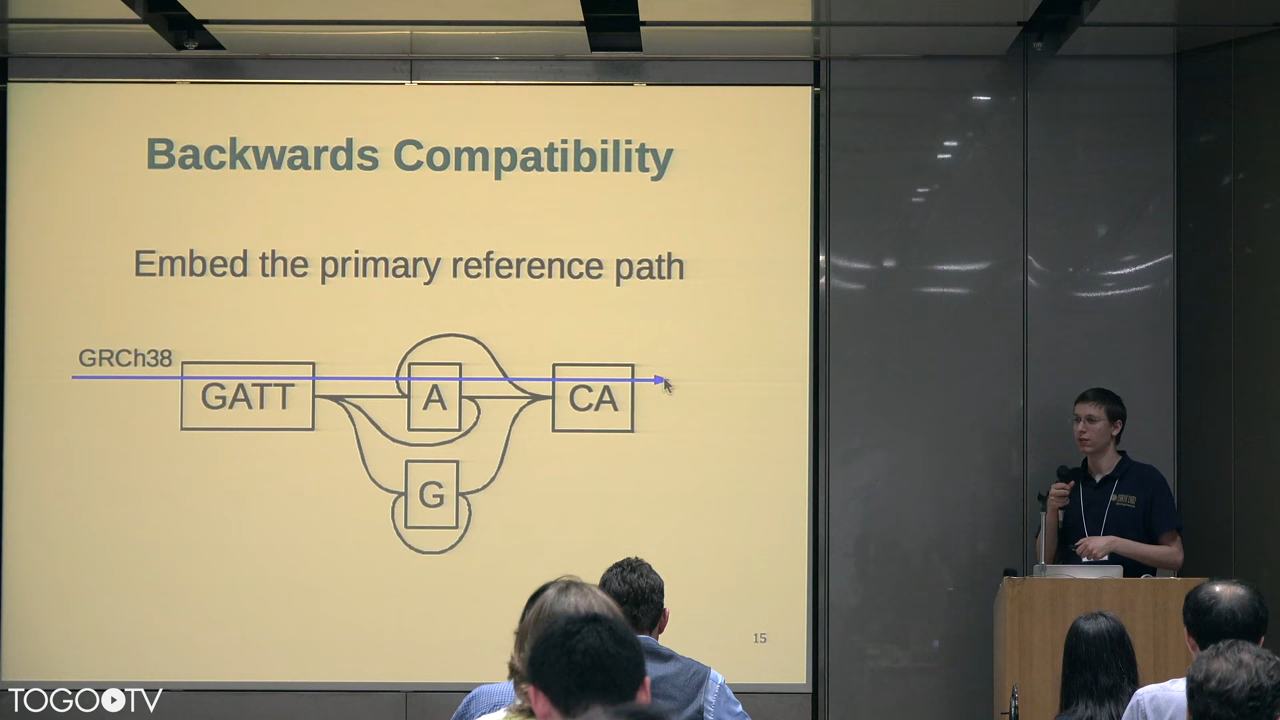 Backwards Compatibility
Embed the primary reference path
GRCh38
GATT
A
CA
G
15
TOGOTV